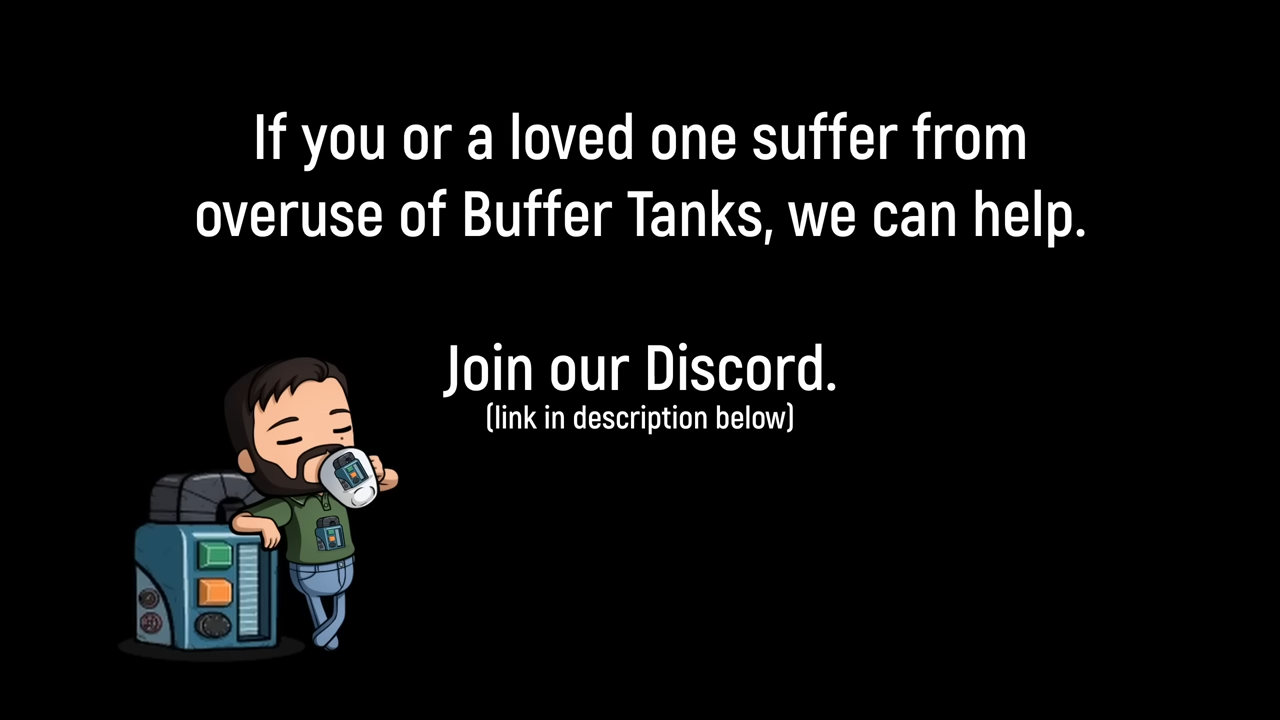 If you or a loved one suffer from
overuse of Buffer Tanks, we can help.
Join our Discord.
(link in description below)